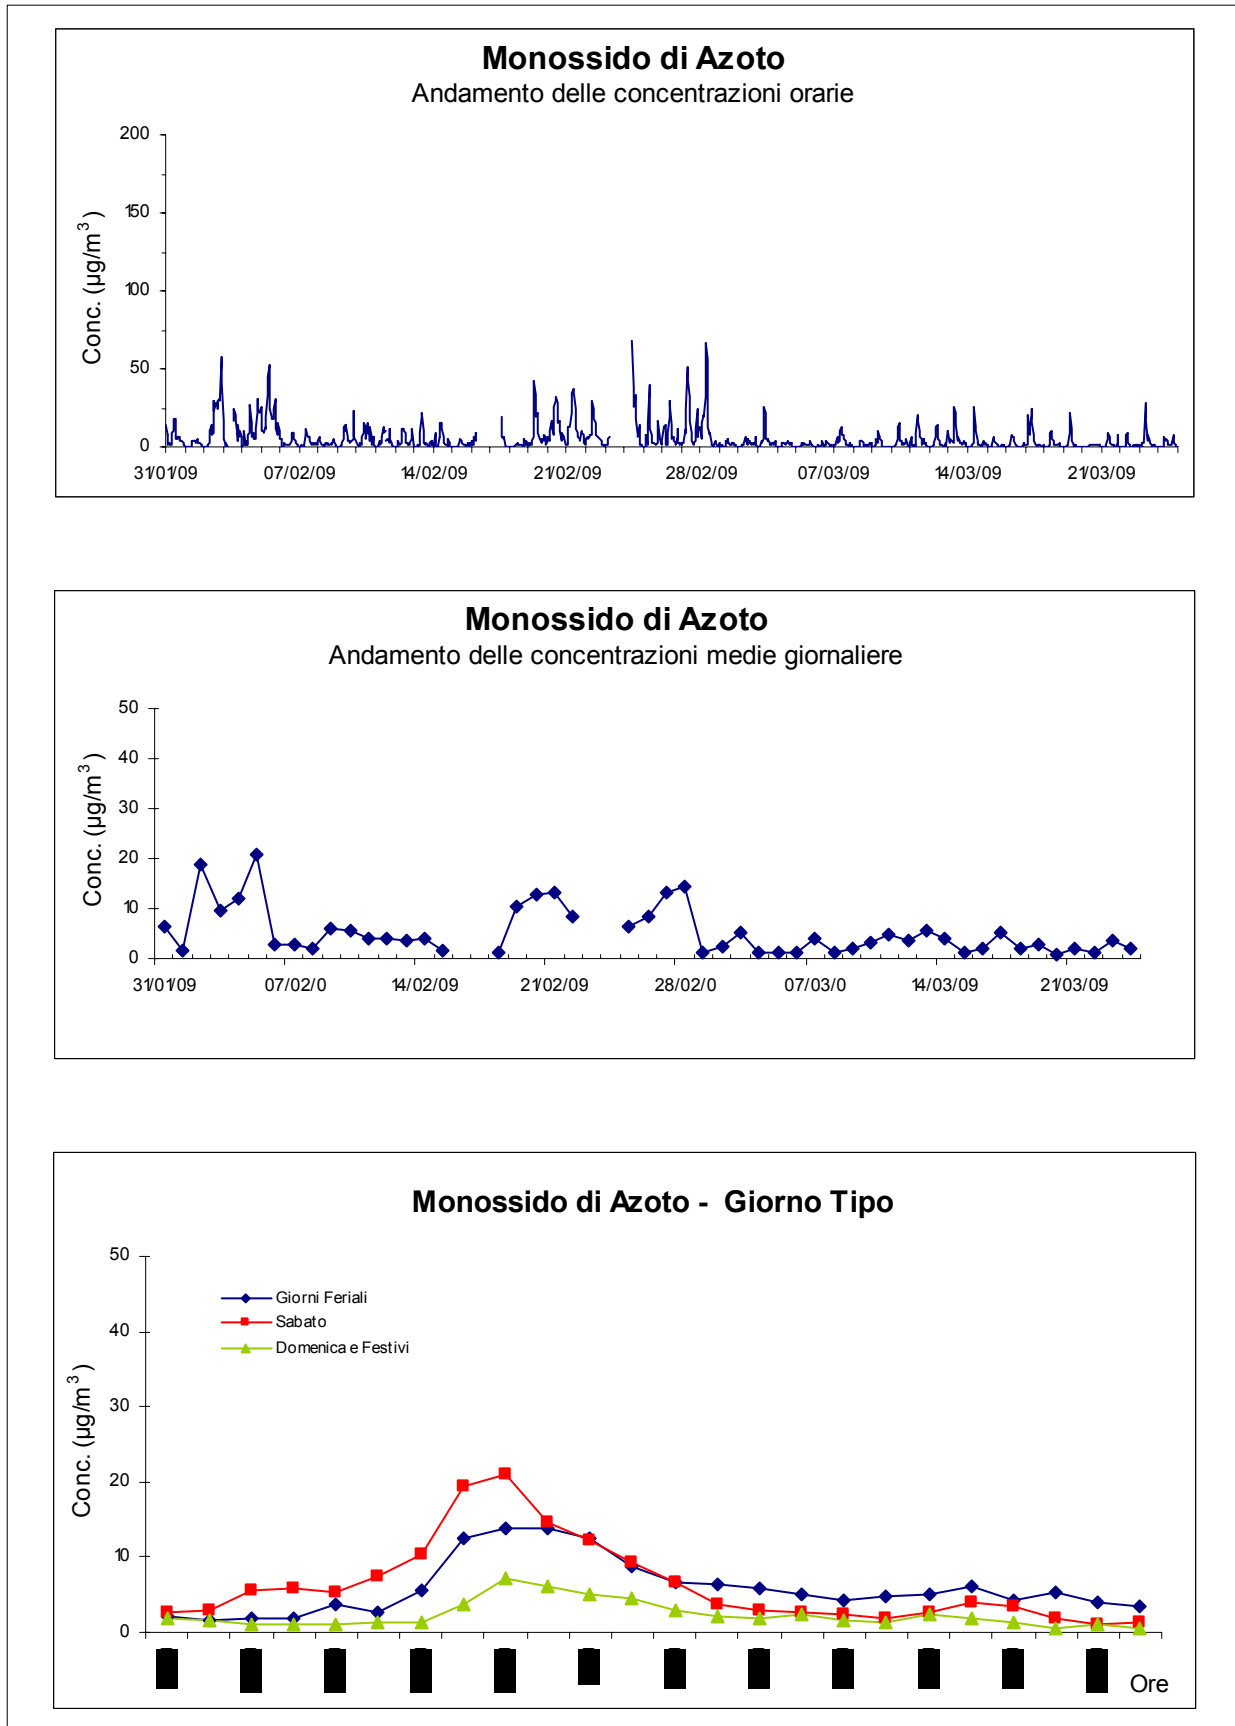 Monossido di Azoto
Andamento delle concentrazioni orarie
Conc. (µg/m³)
200
150
100
50
0
31/01/09 07/02/09 14/02/09 21/02/09 28/02/09 07/03/09 14/03/09 21/03/09
Monossido di Azoto
Andamento delle concentrazioni medie giornaliere
Conc. (µg/m³)
50
40
30
20
10
0
31/01/09 07/02/0 14/02/09 21/02/09 28/02/0 07/03/0 14/03/09 21/03/09
Monossido di Azoto - Giorno Tipo
Conc. (µg/m³)
50
40
30
20
10
0
Giorni Feriali
Sabato
Domenica e Festivi
Ore